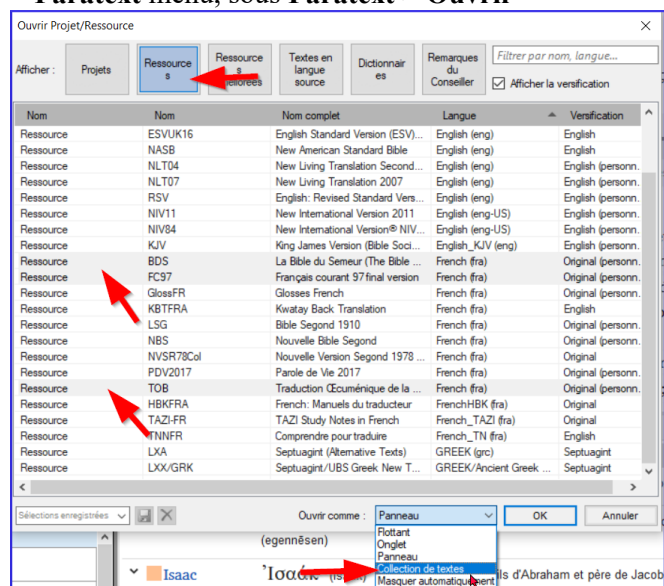 Paratext menu, sous Paratext > Ouvrir
Ouvrir Projet/Ressource
Afficher :
Projets
Ressource
s
Ressource
s
Textes en
langue
source
Dictionnair
es
Remarques
du
Conseiller
Filtrer par nom, langue...
Afficher la versification
Nom Nom Nom complet Langue Versification
Ressource ESVUK16 English Standard Version (ESV)... English (eng) English
Ressource NASB New American Standard Bible English (eng) English
Ressource NLT04 New Living Translation Second... English (eng) English (personn.
Ressource NLT07 New Living Translation 2007 English (eng) English (personn.
Ressource RSV English: Revised Standard Vers... English (eng) English (personn.
Ressource NIV11 New International Version 2011 English (eng-US) English (personn.
Ressource NIV84 New International Version® NIV... English (eng-US) English (personn.
Ressource KJV King James Version (Bible Soci... English_KJV (eng) English (personn.
Ressource BDS La Bible du Semeur (The Bible ... French (fra) Original (personn.
Ressource FC97 Français courant 97 final version French (fra) Original (personn.
Ressource GlossFR Glosses French French (fra) Original (personn.
Ressource KBTFRA Kwatay Back Translation French (fra) English
Ressource LSG Bible Segond 1910 French (fra) Original (personn.
Ressource NBS Nouvelle Bible Segond French (fra) Original (personn.
Ressource NVSR78Col Nouvelle Version Segond 1978 ... French (fra) Original
Ressource PDV2017 Parole de Vie 2017 French (fra) Original (personn.
Ressource TOB Traduction Œcuménique de la ... French (fra) Original (personn.
Ressource HBKFRA French: Manuels du traducteur FrenchHBK (fra) Original
Ressource TAZI-FR TAZI Study Notes in French French_TAZI (fra) Original
Ressource TNNFR Comprendre pour traduire French_TN (fra) English
Ressource LXA Septuagint (Alternative Texts) GREEK (grc) Septuagint
Ressource LXX/GRK Septuagint/UBS Greek New T... GREEK/Ancient Greek ... Septuagint
Sélections enregistrées
Ouvrir comme : Panneau
OK
Annuler
Flottant
Onglet
Panneau
Collection de textes
Masquer automatiquement
(egennēsen)
Isaac
ils d'Abraham et père de Jacob